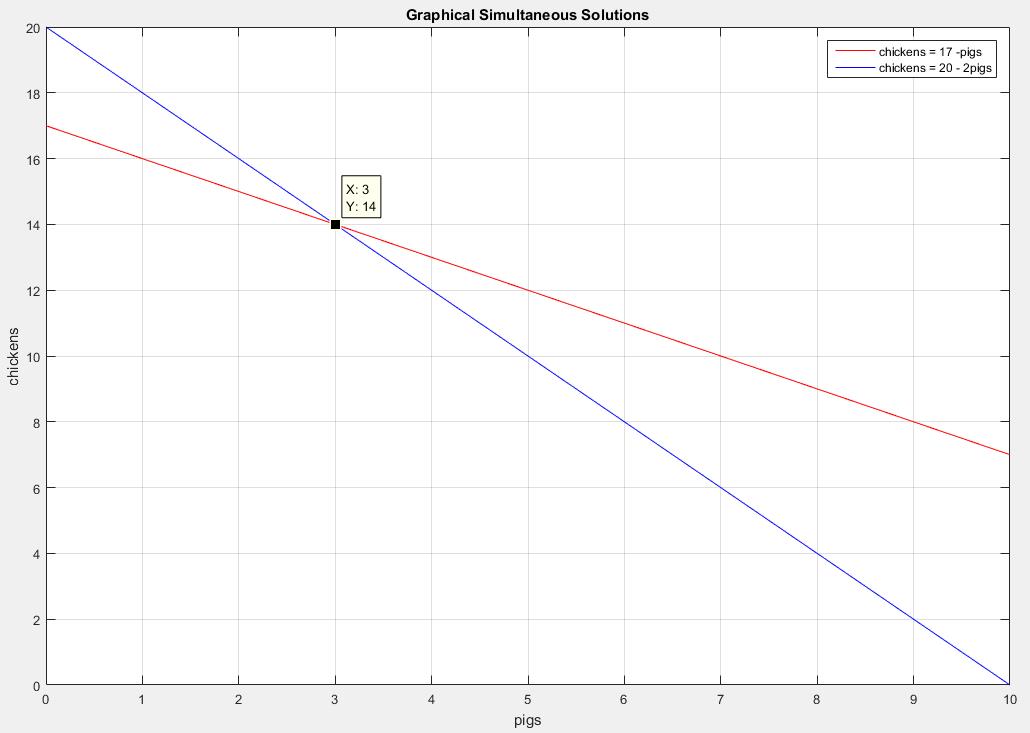 Graphical Simultaneous Solutions
chickens = 17 -pigs
chickens = 20 - 2pigs
20
18
16
14
12
10
8
6
4
2
0
chickens
X: 3
Y: 14
0 1 2 3 4 5 6 7 8 9 10
pigs